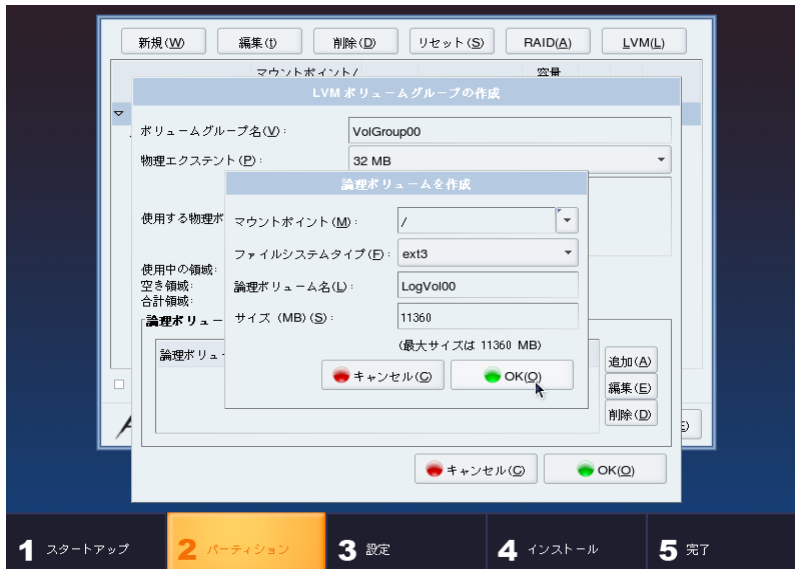 新規(W) 編集(I) 削除(D) リセット(S) RAID(A) LVM(L)
マウントポイント/ 容量
LVM ボリュームグループの作成
ボリュームグループ名(V): VolGroup00
物理エクステント(P): 32 MB
論理ボリュームを作成
使用する物理ボ
マウントポイント(M): /
ファイルシステムタイプ(F): ext3
使用中の領域:
空き領域:
合計領域:
論理ボリューム名(L): LogVol00
論理ボリュー
サイズ (MB)(S): 11360
(最大サイズは 11360 MB)
論理ボリュー
追加(A)
キャンセル(C) OK(O)
編集(E)
削除(D)
キャンセル(C) OK(O)
1 スタートアップ 2 パーティション 3 設定 4 インストール 5 完了